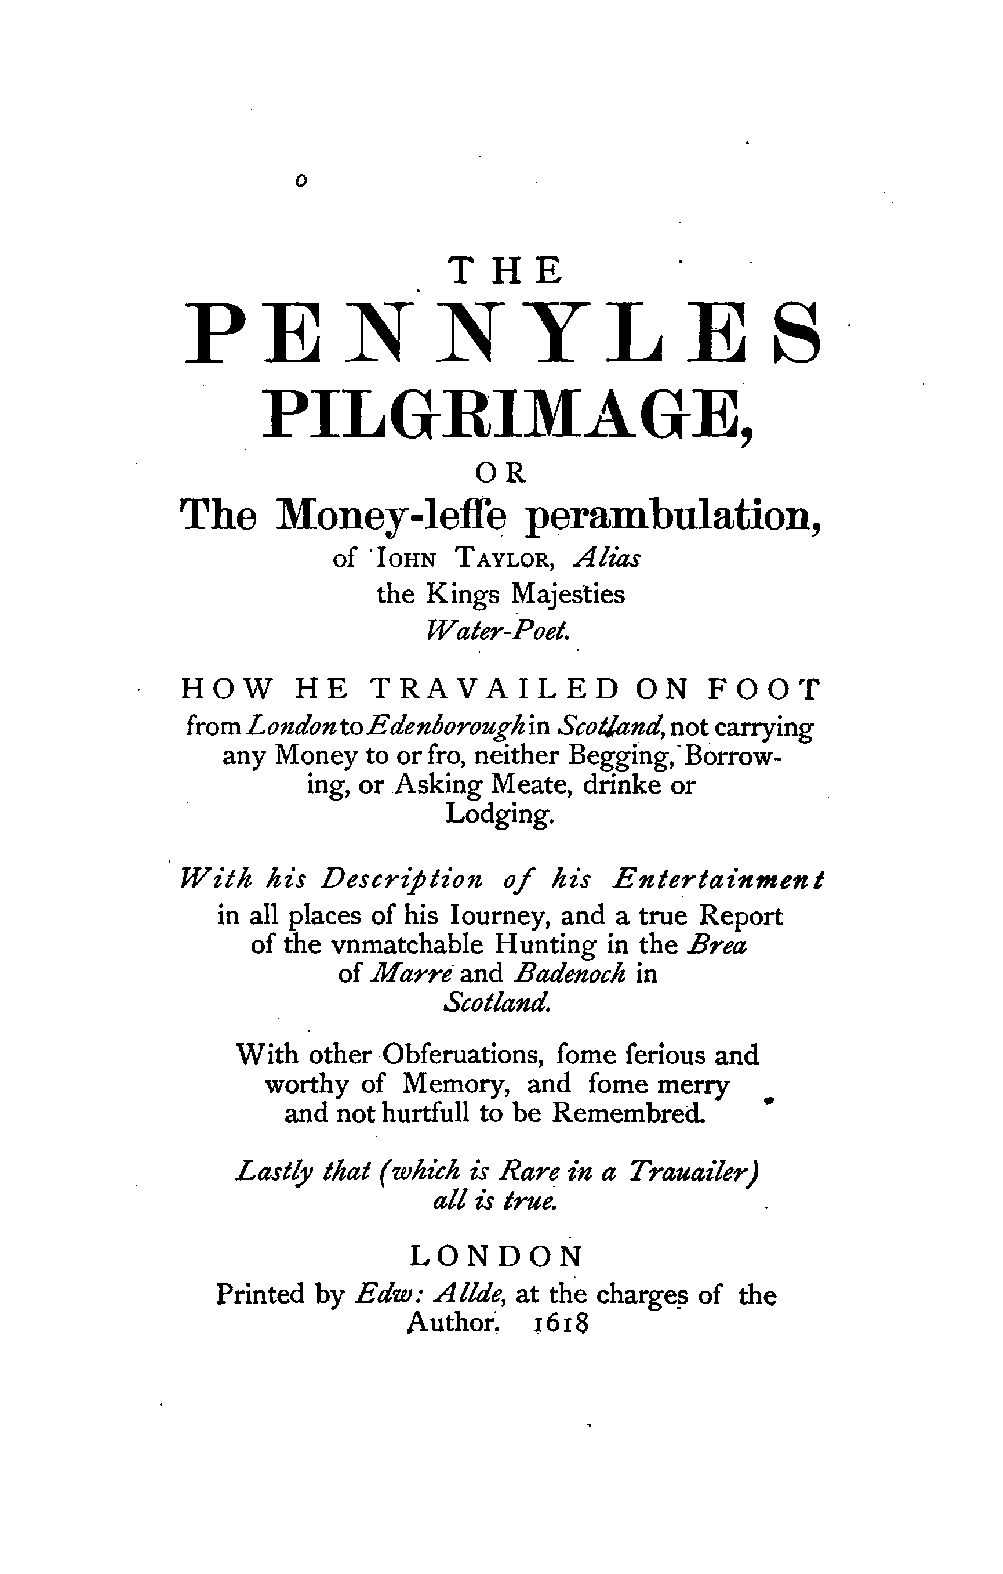 THE
PENNYLES
PILGRIMAGE,
OR
The Money-leſſe perambulation,
of IOHN TAYLOR, Alias
the Kings Majesties
Water-Poet.
HOW HE TRAVAILED ON FOOT
from London to Edenborough in Scotland, not carrying
any Money to or fro, neither Begging, Borrow-
ing, or Asking Meate, drinke or
Lodging.
With his Description of his Entertainment
in all places of his Iourney, and a true Report
of the vnmatchable Hunting in the Brea
of Marre and Badenoch in
Scotland.
With other Obſeruations, ſome ſerious and
worthy of Memory, and ſome merry
and not hurtfull to be Remembred.
Lastly that (which is Rare in a Trauailer)
all is true.
LONDON
Printed by Edw: Allde, at the charges of the
Author. 1618